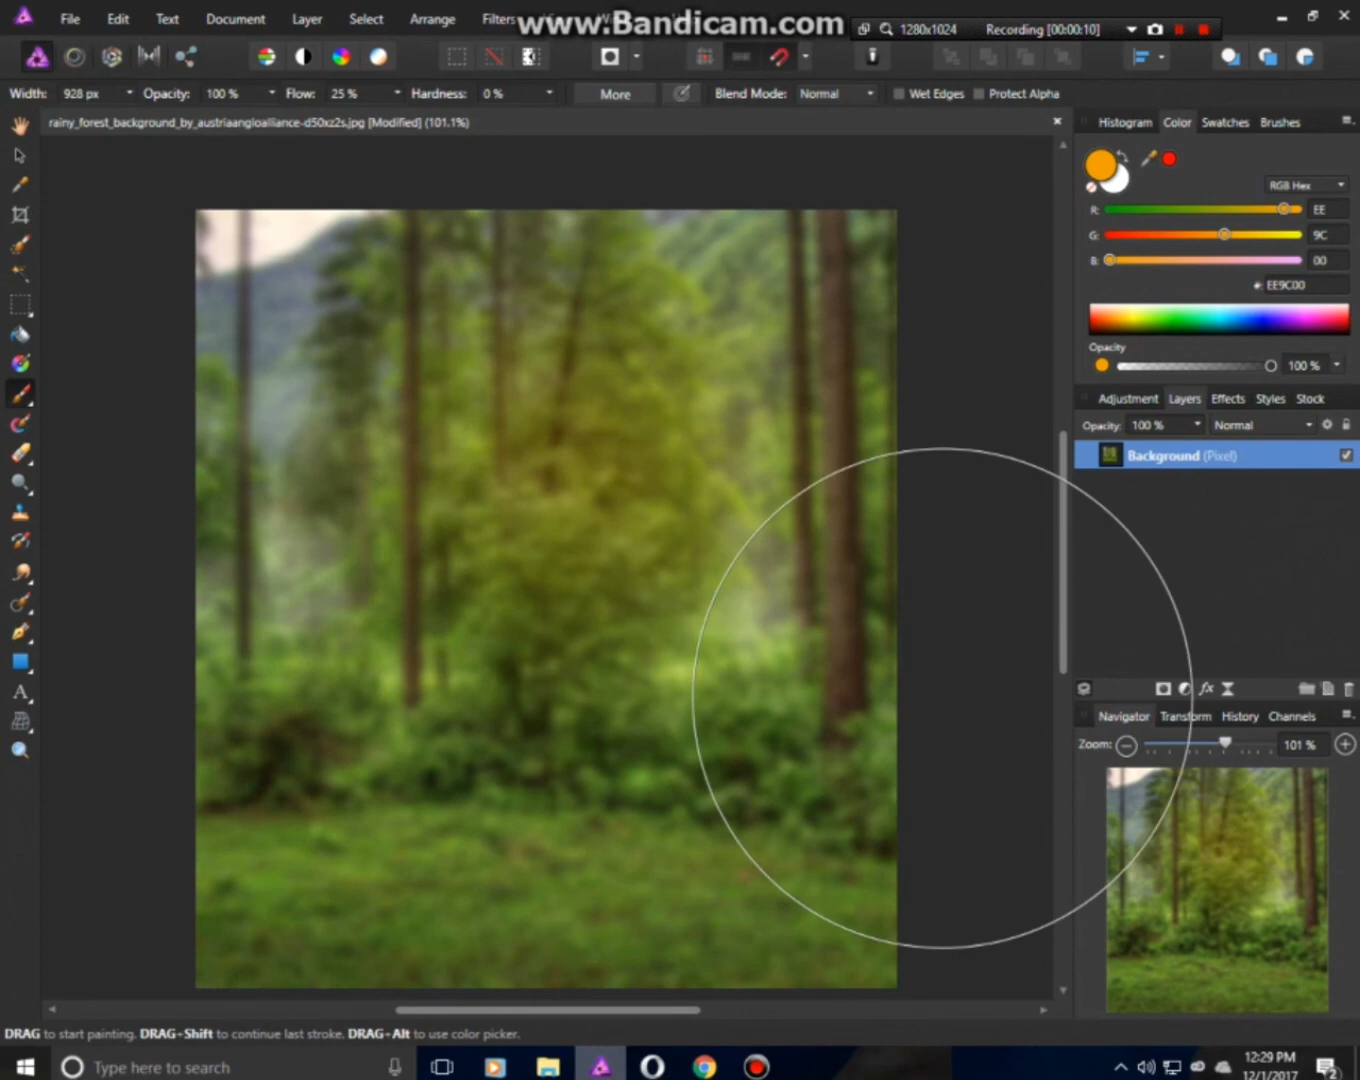 File Edit Text Document Layer Select Arrange Filters
www.Bandicam.com
1280x1024 Recording [00:00:10]
Width: 928 px Opacity: 100 % Flow: 25 % Hardness: 0 % More Blend Mode: Normal Wet Edges Protect Alpha
rainy_forest_background_by_austriaangloalliance-d50xz2s.jpg [Modified] (101.1%)
Histogram Color Swatches Brushes
RGB Hex
R: EE
G: 9C
B: 00
#: EE9C00
Opacity
100 %
Adjustment Layers Effects Styles Stock
Opacity: 100 % Normal
Background (Pixel)
Navigator Transform History Channels
Zoom: 101 %
DRAG to start painting. DRAG+Shift to continue last stroke. DRAG+Alt to use color picker.
Type here to search
12:29 PM
12/1/2017
2